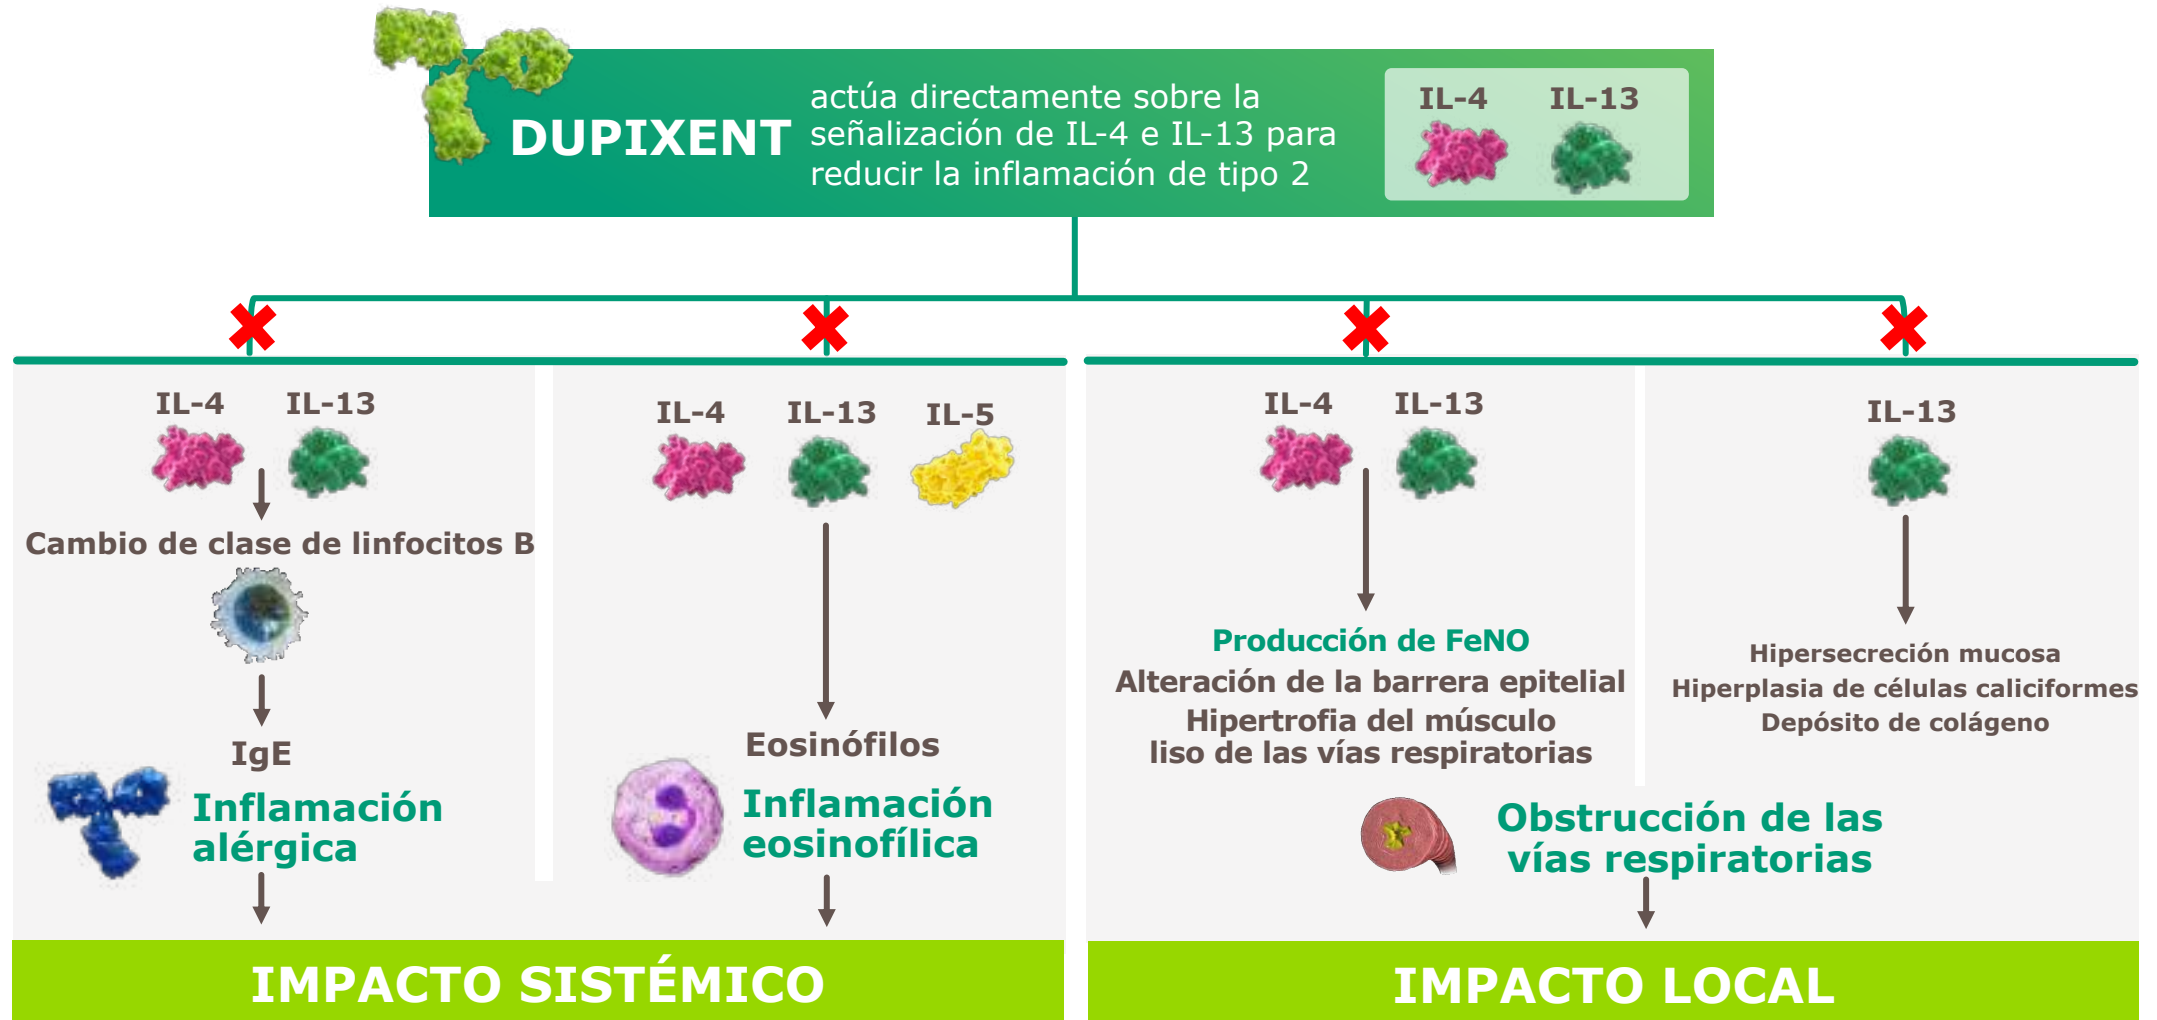 DUPIXENT
actúa directamente sobre la
señalización de IL-4 e IL-13 para
reducir la inflamación de tipo 2
IL-4 IL-13
IL-4 IL-13
Cambio de clase de linfocitos B
IgE
Inflamación
alérgica
IL-4 IL-13 IL-5
Eosinófilos
Inflamación
eosinofílica
IMPACTO SISTÉMICO
IL-4 IL-13
Producción de FeNO
Alteración de la barrera epitelial
Hipertrofia del músculo
liso de las vías respiratorias
IL-13
Hipersecreción mucosa
Hiperplasia de células caliciformes
Depósito de colágeno
Obstrucción de las
vías respiratorias
IMPACTO LOCAL